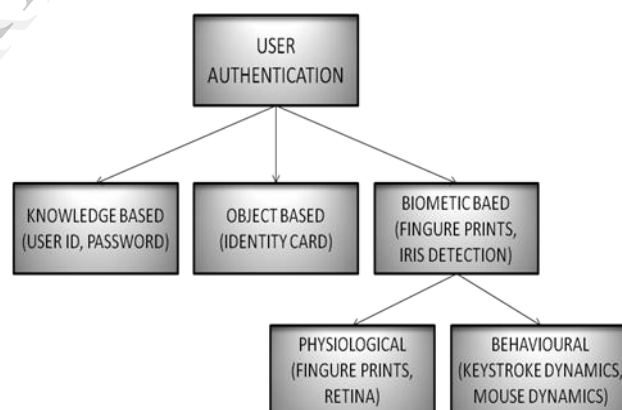 USER
AUTHENTICATION
KNOWLEDGE BASED
(USER ID, PASSWORD)
OBJECT BASED
(IDENTITY CARD)
BIOMETIC BAED
(FINGURE PRINTS,
IRIS DETECTION)
PHYSIOLOGICAL
(FINGURE PRINTS,
RETINA)
BEHAVIOURAL
(KEYSTROKE DYNAMICS,
MOUSE DYNAMICS)